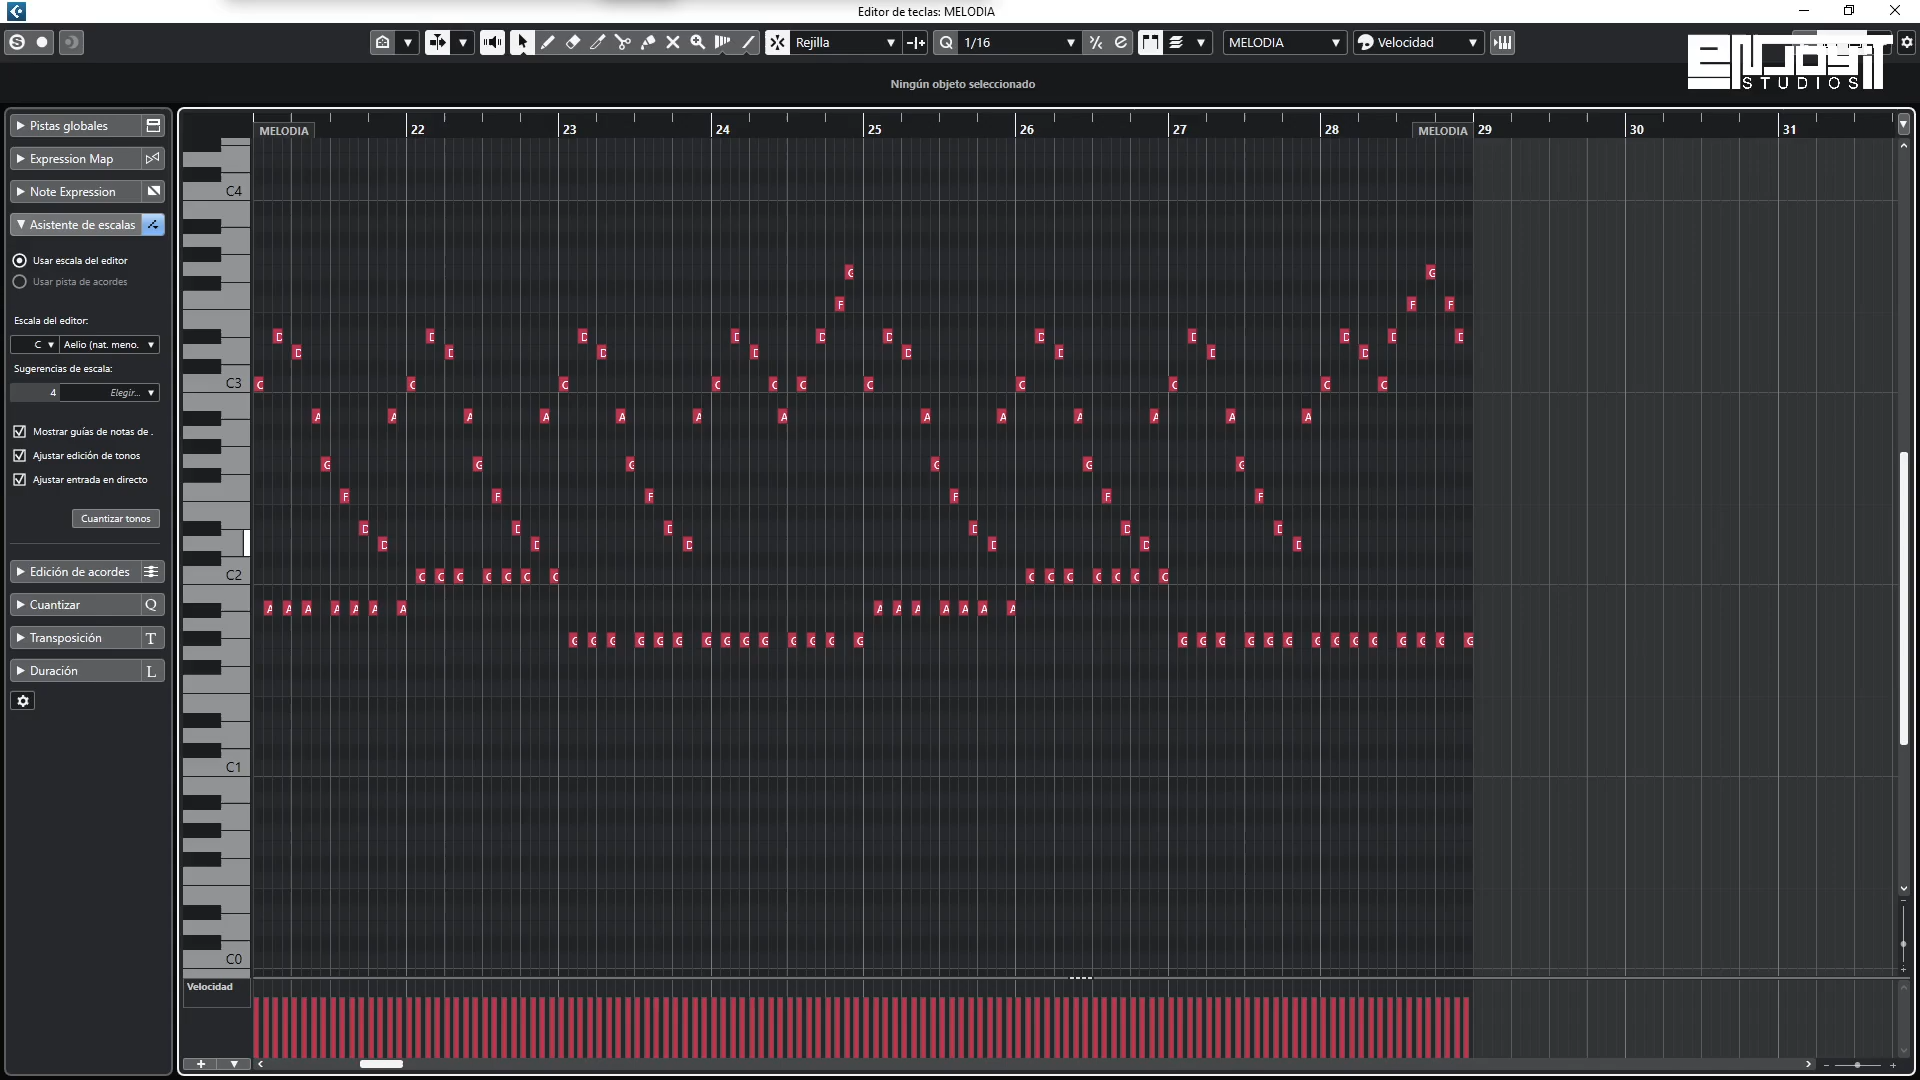 Editor de teclas: MELODIA
Rejilla
1/16
MELODIA
Velocidad
ENJOY IT
STUDIOS
Ningún objeto seleccionado
Pistas globales
Expression Map
Note Expression
Asistente de escalas
Usar escala del editor
Usar pista de acordes
Escala del editor:
C
Aelio (nat. meno.
Sugerencias de escala:
4
Elegir...
Mostrar guías de notas de .
Ajustar edición de tonos
Ajustar entrada en directo
Cuantizar tonos
Edición de acordes
Cuantizar Q
Transposición T
Duración L
MELODIA 22 23 24 25 26 27 28 MELODIA 29 30 31
C4
G G
F F F
D D D D D D D D D D D
D D D D D D D D
C3 C C C C C C C C C C C
A A A A A A A A A A A A A A A
G G G G G G
F F F F F F
D D D D D D
D D D D D D
C2 C C C C C C C C C C C C C C
A A A A A A A A A A A A A A
G G G G G G G G G G G G G G G G G G G G G G G G G G G G
C1
C0
Velocidad